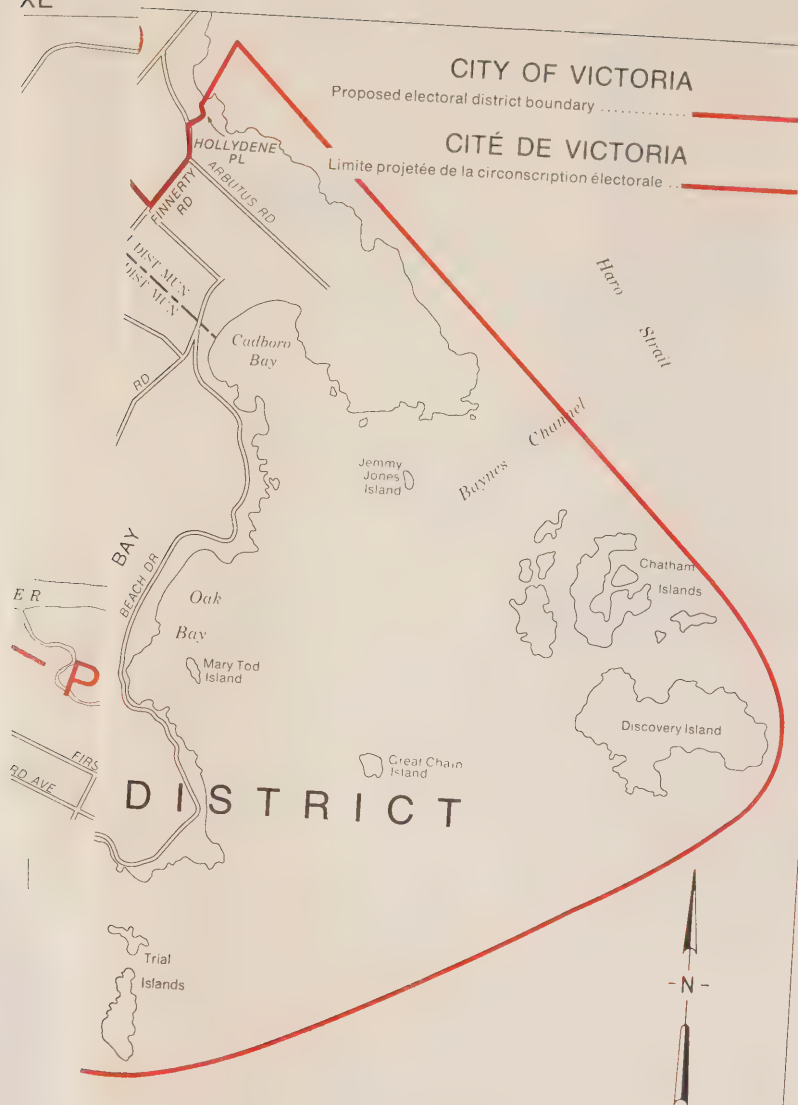 XE
CITY OF VICTORIA
Proposed electoral district boundary ............
CITÉ DE VICTORIA
Limite projetée de la circonscription électorale ..
HOLLYDENE
PL
ARBUTUS RD
FINNERTY
RD
DIST MUN
DIST MUN
Haro
Strait
Cadboro
Bay
RD
Baynes Channel
Jemmy
Jones
Island
BAY
BEACH DR
Chatham
Islands
E R
Oak
Bay
P
Mary Tod
Island
Discovery Island
FIRS
RD AVE
Great Chain
Island
DISTRICT
Trial
Islands
- N -